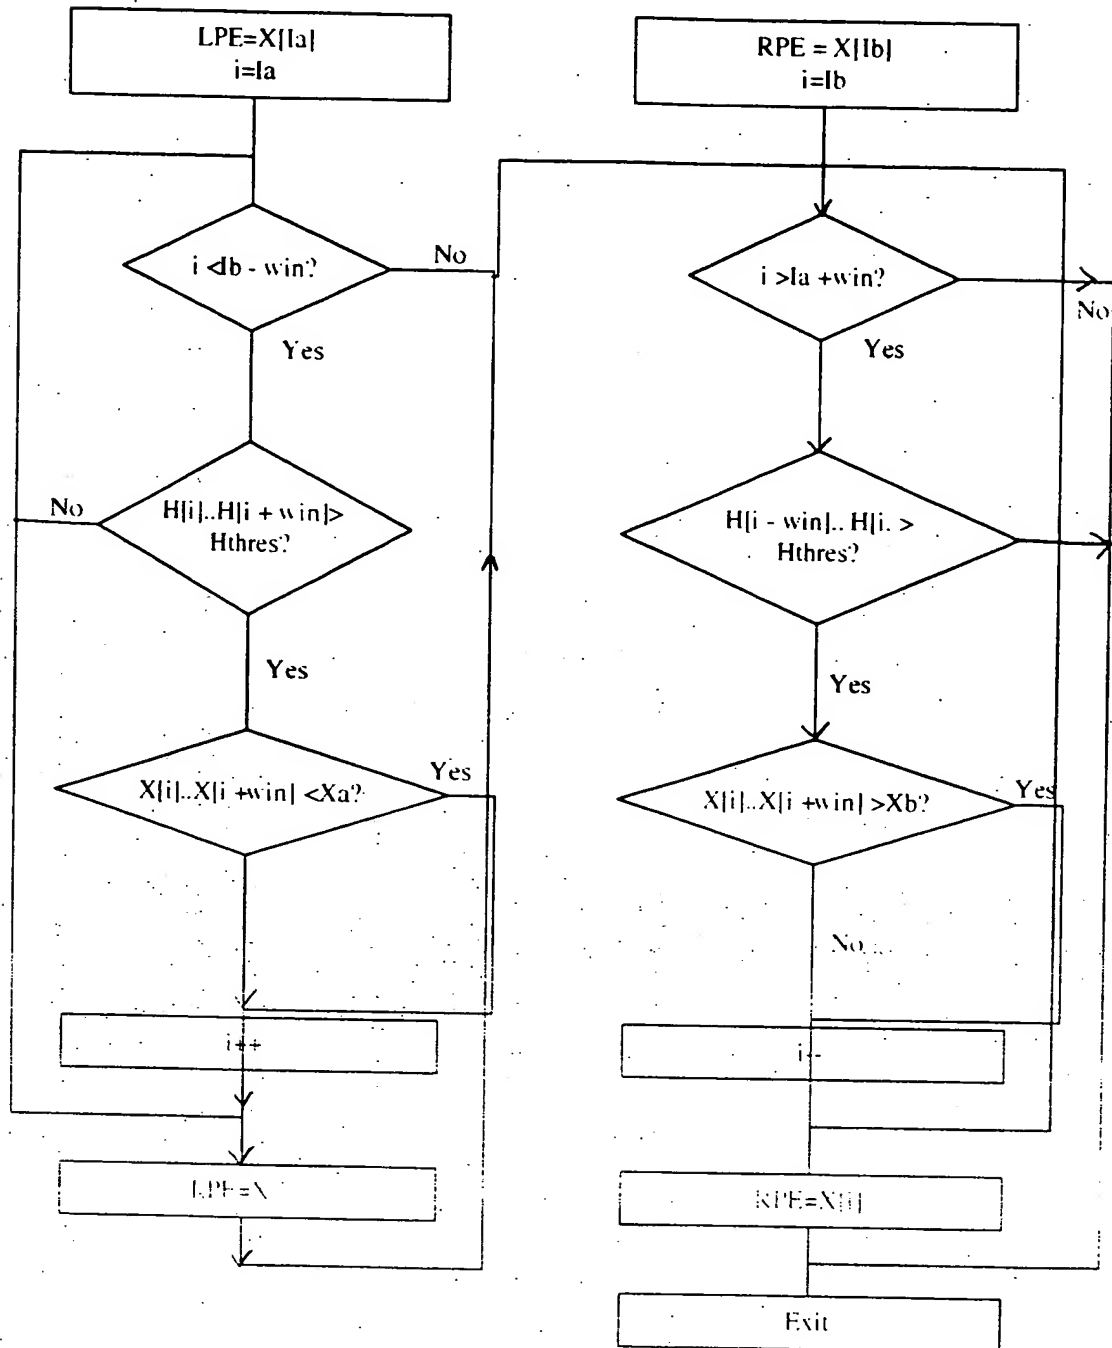 LPE=X[Ia]
i=Ia
i <Ib - win?
No
Yes
H[i]..H[i + win]>
Hthres?
No
Yes
X[i]..X[i +win] <Xa?
Yes
i++
LPE=X
RPE = X[Ib]
i=Ib
i >Ia +win?
No
Yes
H[i - win].. H[i. >
Hthres?
Yes
X[i]..X[i +win] >Xb?
Yes
No
i--
RPE=X[i]
Exit